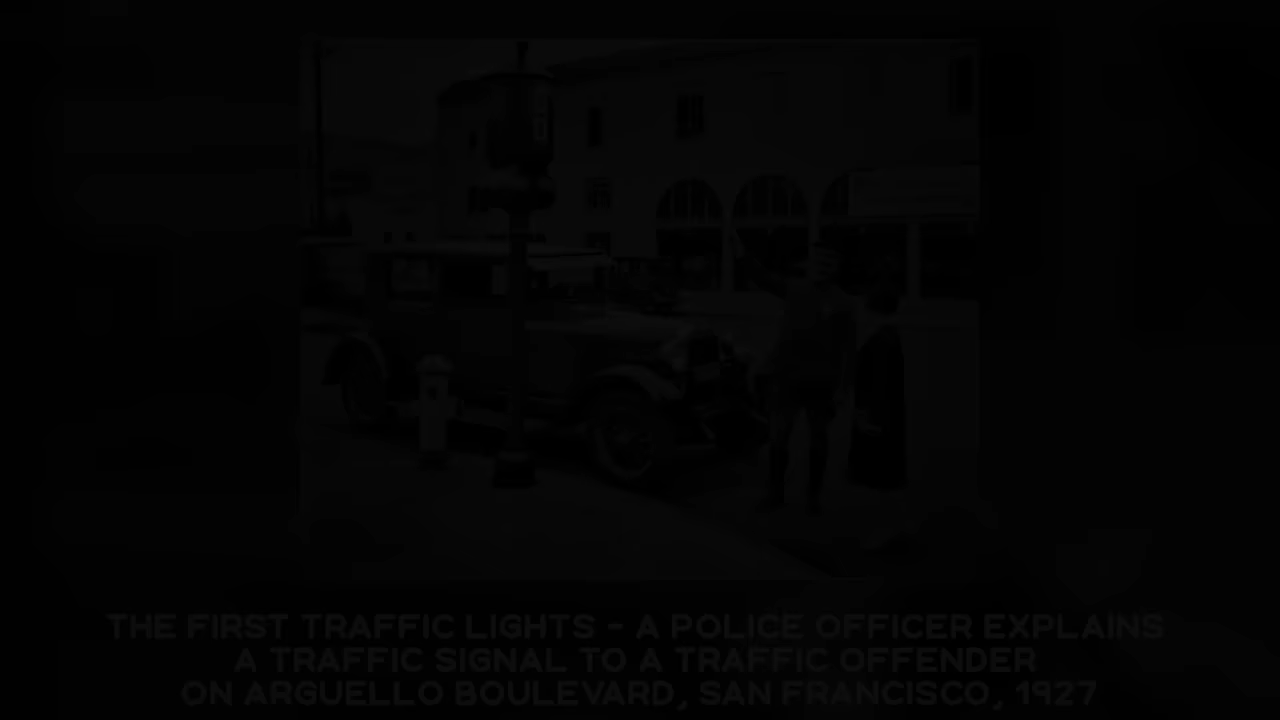 THE FIRST TRAFFIC LIGHTS - A POLICE OFFICER EXPLAINS
A TRAFFIC SIGNAL TO A TRAFFIC OFFENDER
ON ARGUELLO BOULEVARD, SAN FRANCISCO, 1927